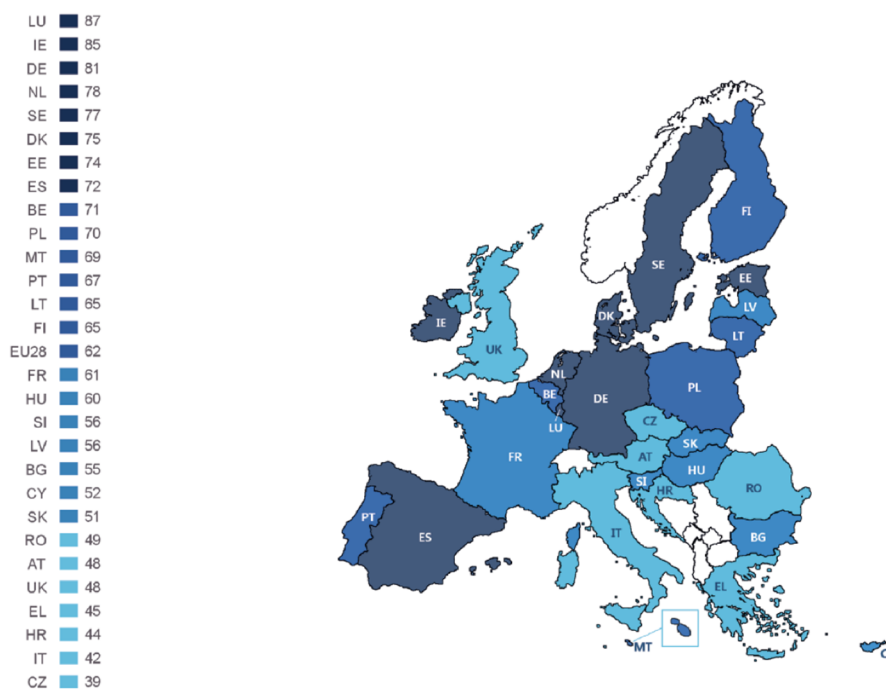 LU 87
IE 85
DE 81
NL 78
SE 77
DK 75
EE 74
ES 72
BE 71
PL 70
MT 69
PT 67
LT 65
FI 65
EU28 62
FR 61
HU 60
SI 56
LV 56
BG 55
CY 52
SK 51
RO 49
AT 48
UK 48
EL 45
HR 44
IT 42
CZ 39
FI
SE
EE
LV
DK
LT
IE
UK
NL
PL
BE
DE
LU
CZ
SK
FR
AT
HU
SI
HR
RO
PT
ES
IT
BG
EL
MT